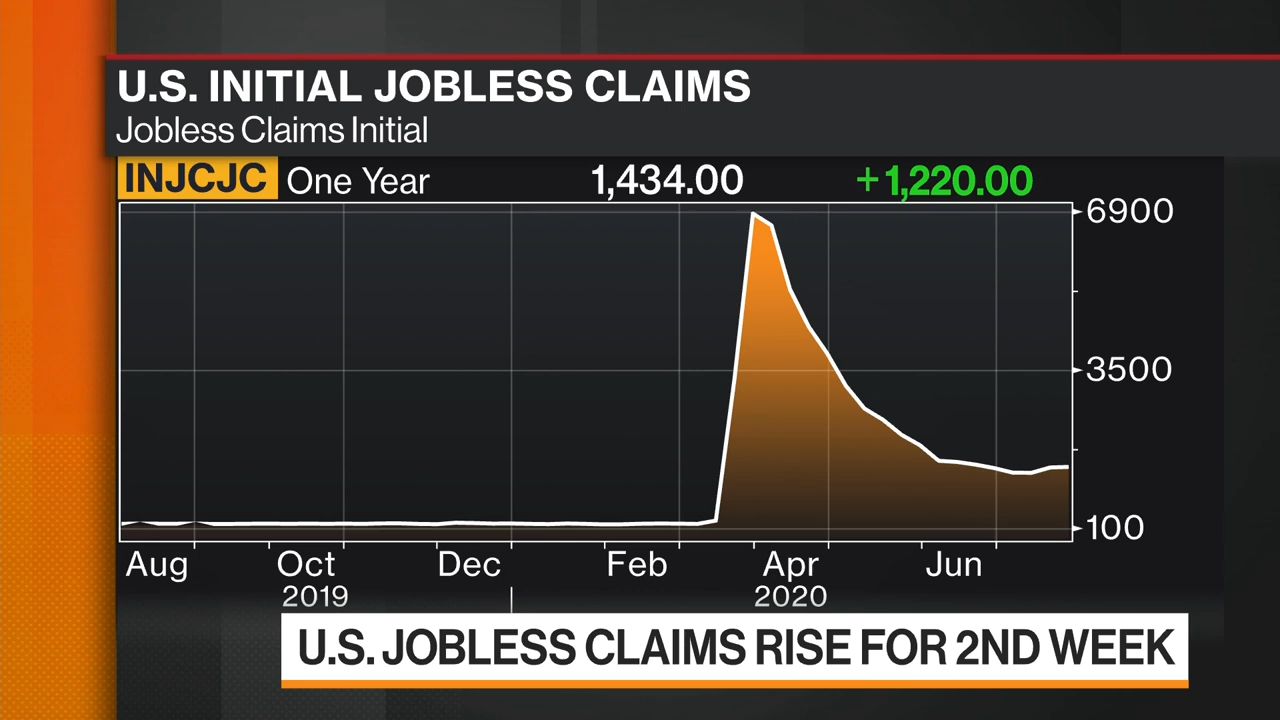 U.S. INITIAL JOBLESS CLAIMS
Jobless Claims Initial
INJCJC One Year 1,434.00 +1,220.00
6900
3500
100
Aug Oct Dec Feb Apr Jun
2019 2020
U.S. JOBLESS CLAIMS RISE FOR 2ND WEEK